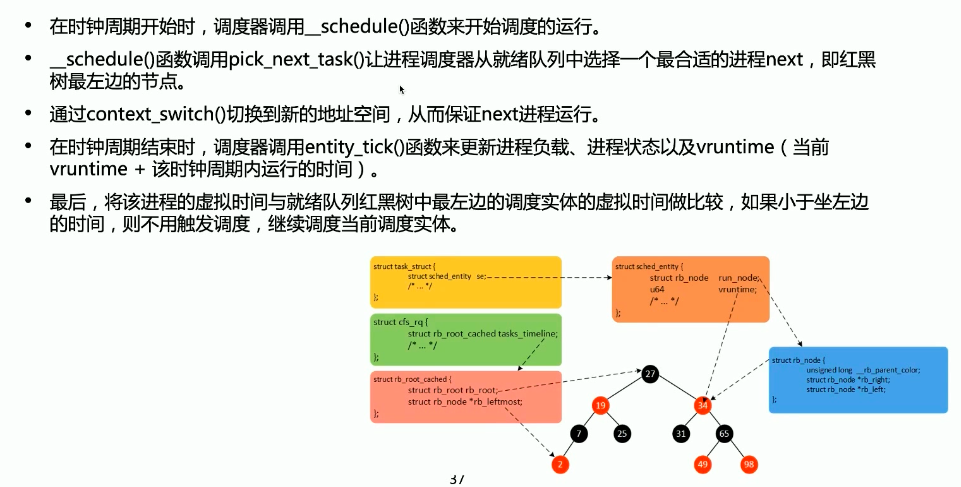 • 在时钟周期开始时，调度器调用__schedule()函数来开始调度的运行。
• __schedule()函数调用pick_next_task()让进程调度器从就绪队列中选择一个最合适的进程next，即红黑
树最左边的节点。
• 通过context_switch()切换到新的地址空间，从而保证next进程运行。
• 在时钟周期结束时，调度器调用entity_tick()函数来更新进程负载、进程状态以及vruntime（当前
vruntime + 该时钟周期内运行的时间）。
• 最后，将该进程的虚拟时间与就绪队列红黑树中最左边的调度实体的虚拟时间做比较，如果小于坐左边
的时间，则不用触发调度，继续调度当前调度实体。
struct task_struct {
struct sched_entity se;
/* ... */
};
struct sched_entity {
struct rb_node run_node;
u64 vruntime;
/* ... */
};
struct cfs_rq {
struct rb_root_cached tasks_timeline;
/* ... */
};
struct rb_root_cached {
struct rb_root rb_root;
struct rb_node *rb_leftmost;
};
struct rb_node {
unsigned long __rb_parent_color;
struct rb_node *rb_right;
struct rb_node *rb_left;
};
27
19 34
7 25 31 65
2 49 98
37